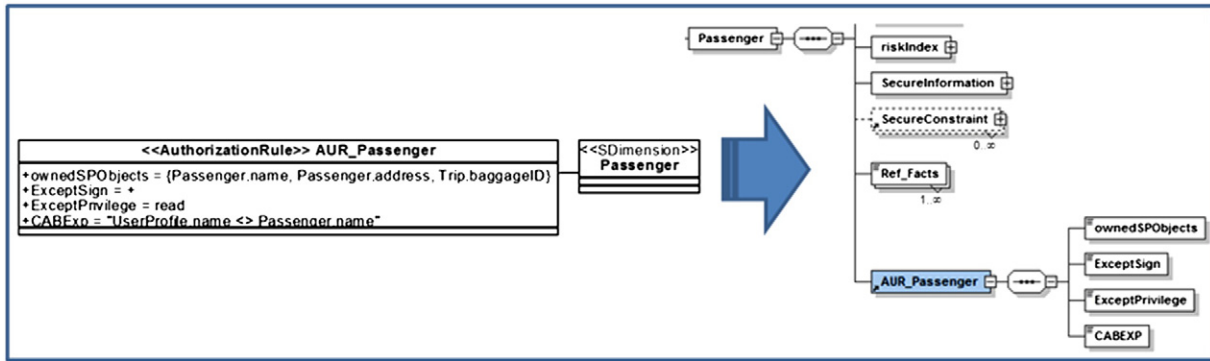 <<AuthorizationRule>> AUR_Passenger
+ownedSPObjects = {Passenger.name, Passenger.address, Trip.baggageID}
+ExceptSign = +
+ExceptPrivilege = read
+CABExp = "UserProfile.name <> Passenger.name"
<<SDimension>>
Passenger
Passenger
riskIndex
SecureInformation
SecureConstraint
0..∞
Ref_Facts
1..∞
AUR_Passenger
ownedSPObjects
ExceptSign
ExceptPrivilege
CABEXP